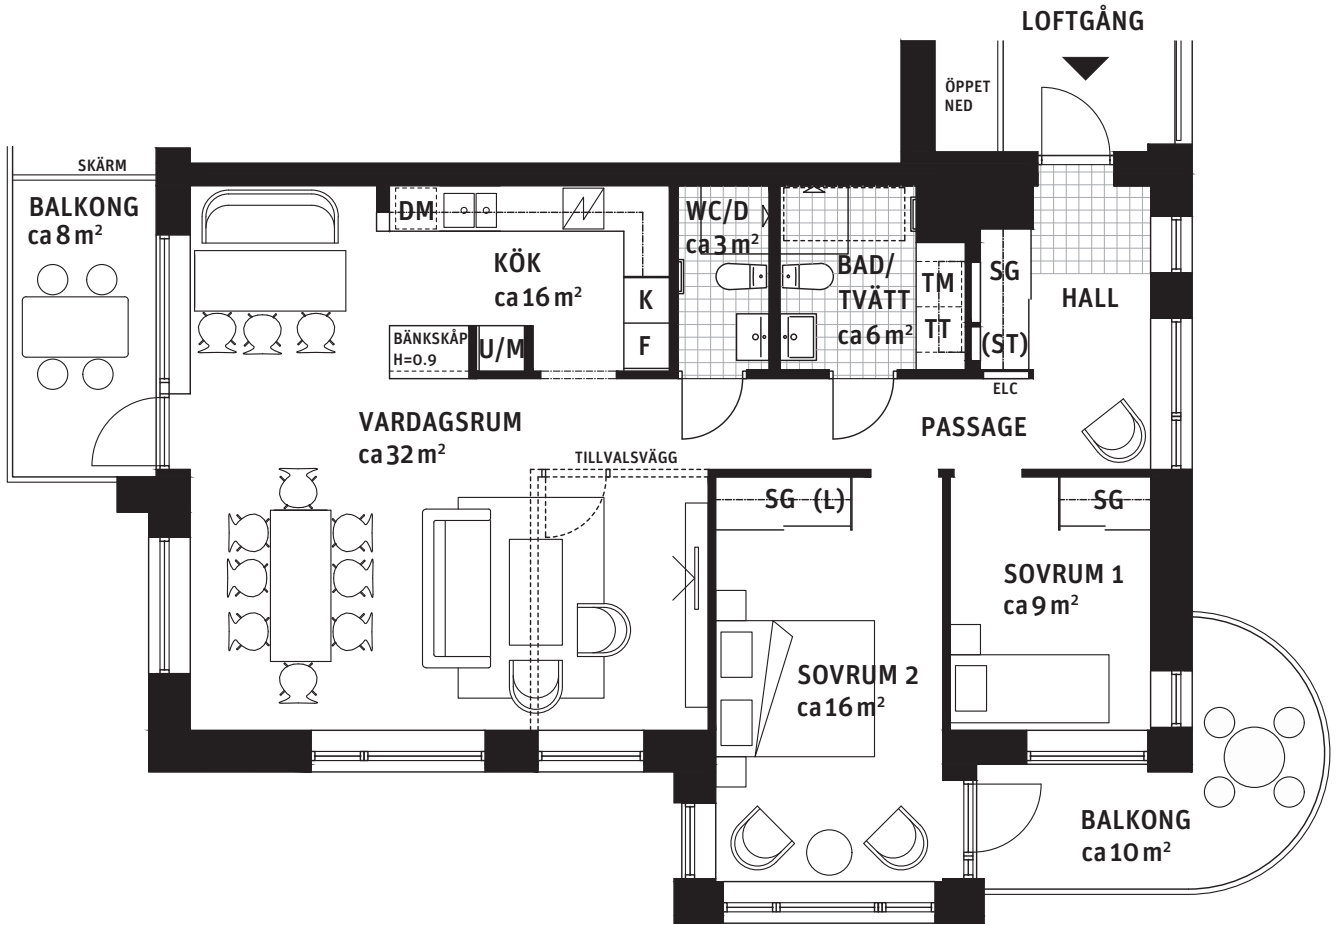 LOFTGÅNG
ÖPPET
NED
SKÄRM
BALKONG
ca 8 m²
DM
WC/D
ca 3 m²
KÖK
ca 16 m²
K
F
BÄNKSKÅP
H=0.9
U/M
BAD/
TVÄTT
ca 6 m²
TM
TT
SG
(ST)
ELC
HALL
VARDAGSRUM
ca 32 m²
PASSAGE
TILLVALSVÄGG
SG (L)
SG
SOVRUM 1
ca 9 m²
SOVRUM 2
ca 16 m²
BALKONG
ca 10 m²